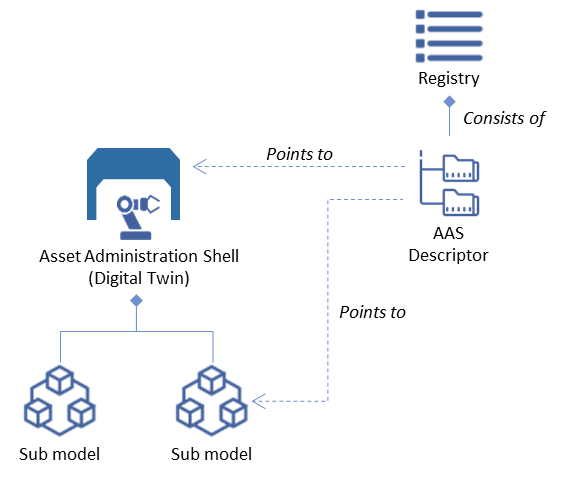 Registry
Consists of
Points to
Asset Administration Shell
(Digital Twin)
AAS
Descriptor
Points to
Sub model
Sub model